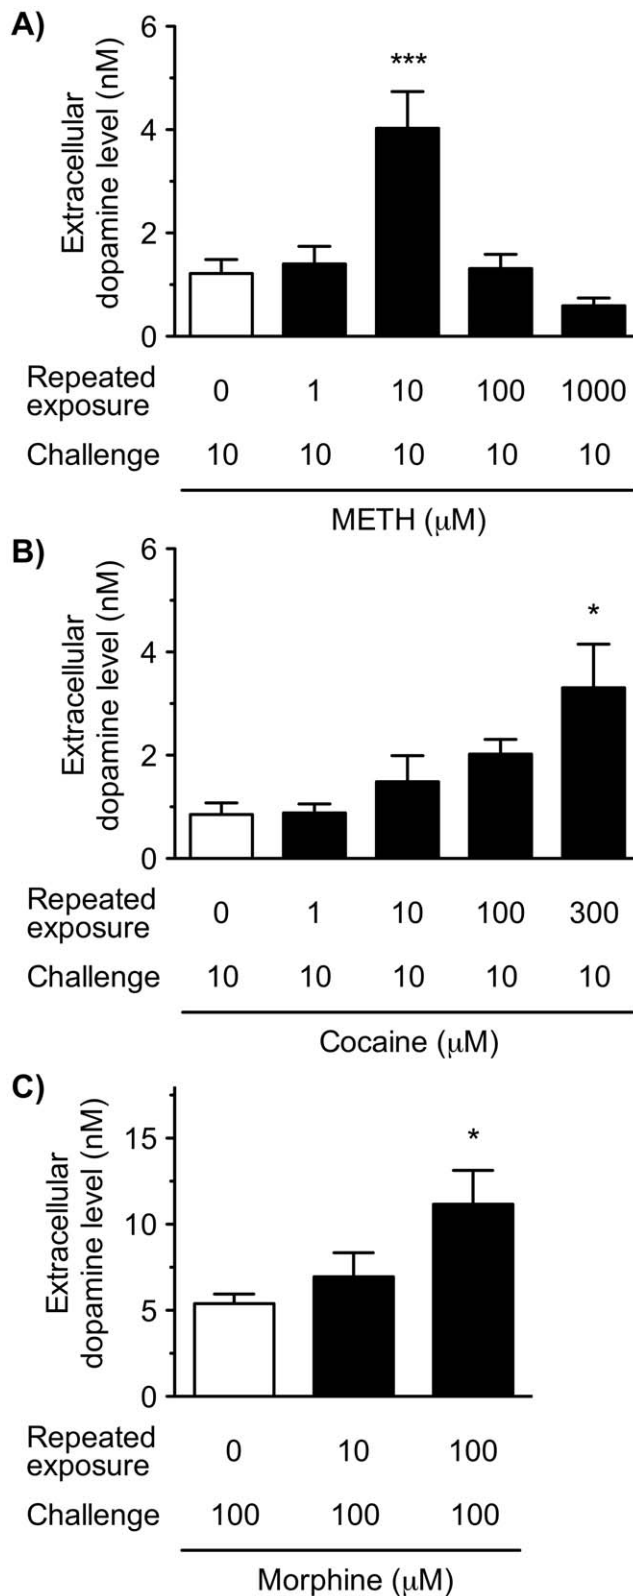 A)
Extracellular
dopamine level (nM)
6
4
2
0
***
Repeated
exposure
0 1 10 100 1000
Challenge 10 10 10 10 10
METH (μM)
B)
Extracellular
dopamine level (nM)
6
4
2
0
*
Repeated
exposure
0 1 10 100 300
Challenge 10 10 10 10 10
Cocaine (μM)
C)
Extracellular
dopamine level (nM)
15
10
5
0
*
Repeated
exposure
0 10 100
Challenge 100 100 100
Morphine (μM)